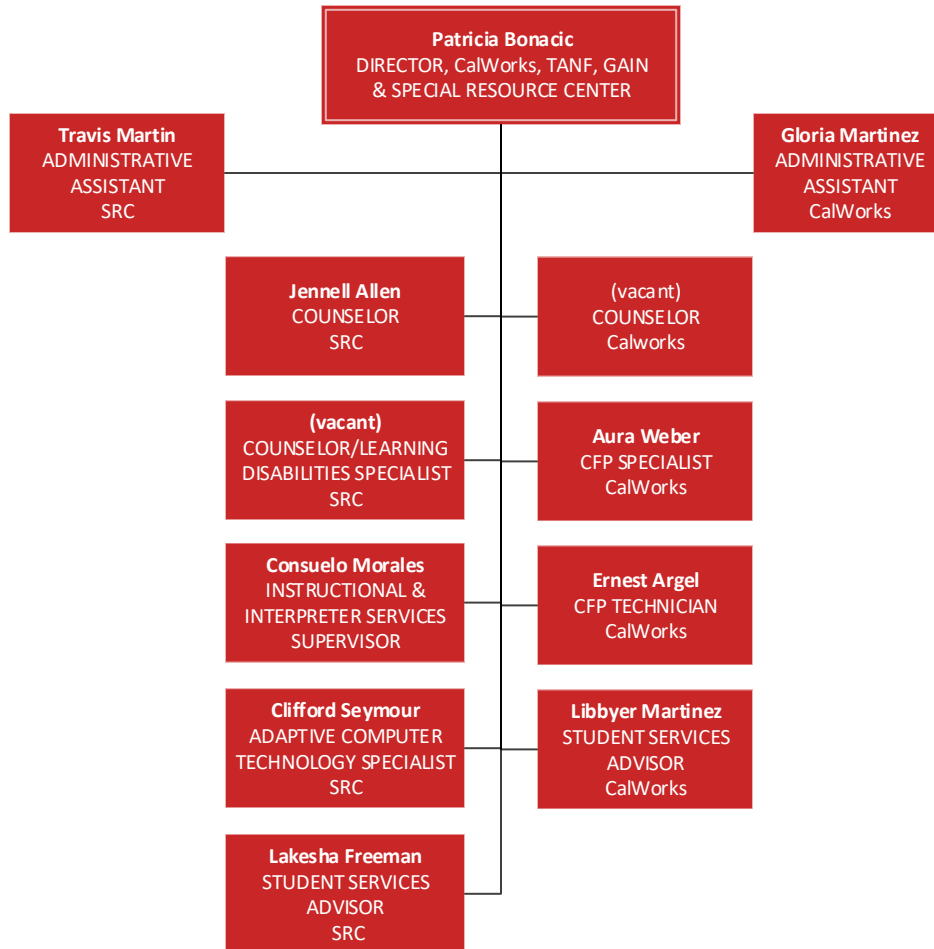 Patricia Bonacic
DIRECTOR, CalWorks, TANF, GAIN
& SPECIAL RESOURCE CENTER
Travis Martin
ADMINISTRATIVE
ASSISTANT
SRC
Gloria Martinez
ADMINISTRATIVE
ASSISTANT
CalWorks
Jennell Allen
COUNSELOR
SRC
(vacant)
COUNSELOR
Calworks
(vacant)
COUNSELOR/LEARNING
DISABILITIES SPECIALIST
SRC
Aura Weber
CFP SPECIALIST
CalWorks
Consuelo Morales
INSTRUCTIONAL &
INTERPRETER SERVICES
SUPERVISOR
Ernest Argel
CFP TECHNICIAN
CalWorks
Clifford Seymour
ADAPTIVE COMPUTER
TECHNOLOGY SPECIALIST
SRC
Libbyer Martinez
STUDENT SERVICES
ADVISOR
CalWorks
Lakesha Freeman
STUDENT SERVICES
ADVISOR
SRC